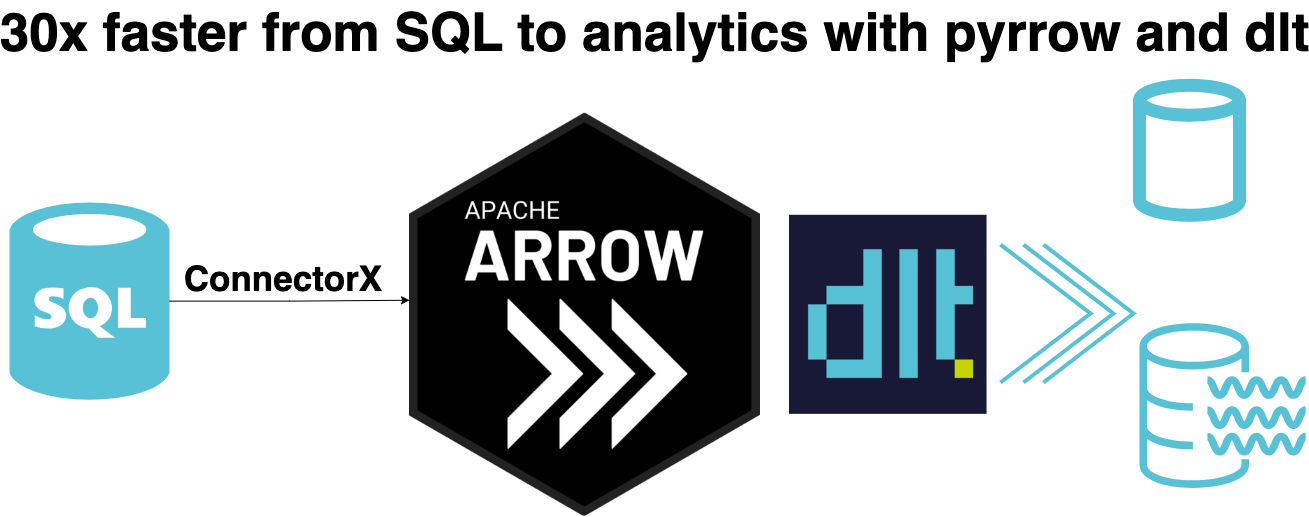 30x faster from SQL to analytics with pyrrow and dlt
SQL
ConnectorX
APACHE
ARROW
dlt